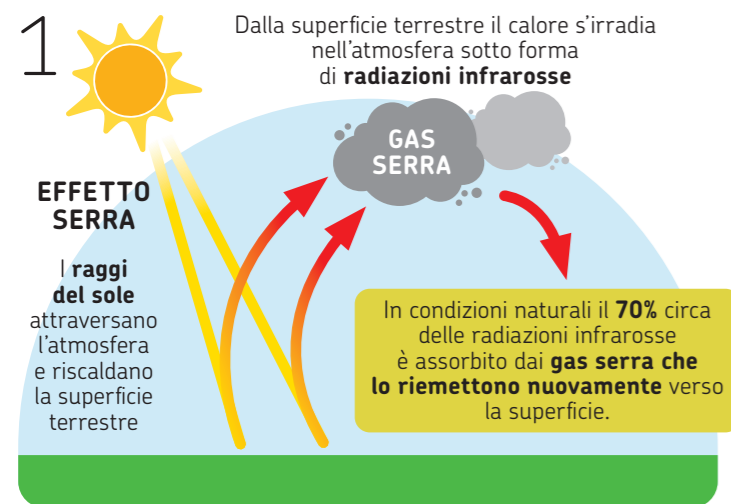 1
Dalla superficie terrestre il calore s'irradia
nell'atmosfera sotto forma
di radiazioni infrarosse
GAS
SERRA
EFFETTO
SERRA
I raggi
del sole
attraversano
l'atmosfera
e riscaldano
la superficie
terrestre
In condizioni naturali il 70% circa
delle radiazioni infrarosse
è assorbito dai gas serra che
lo riemettono nuovamente verso
la superficie.